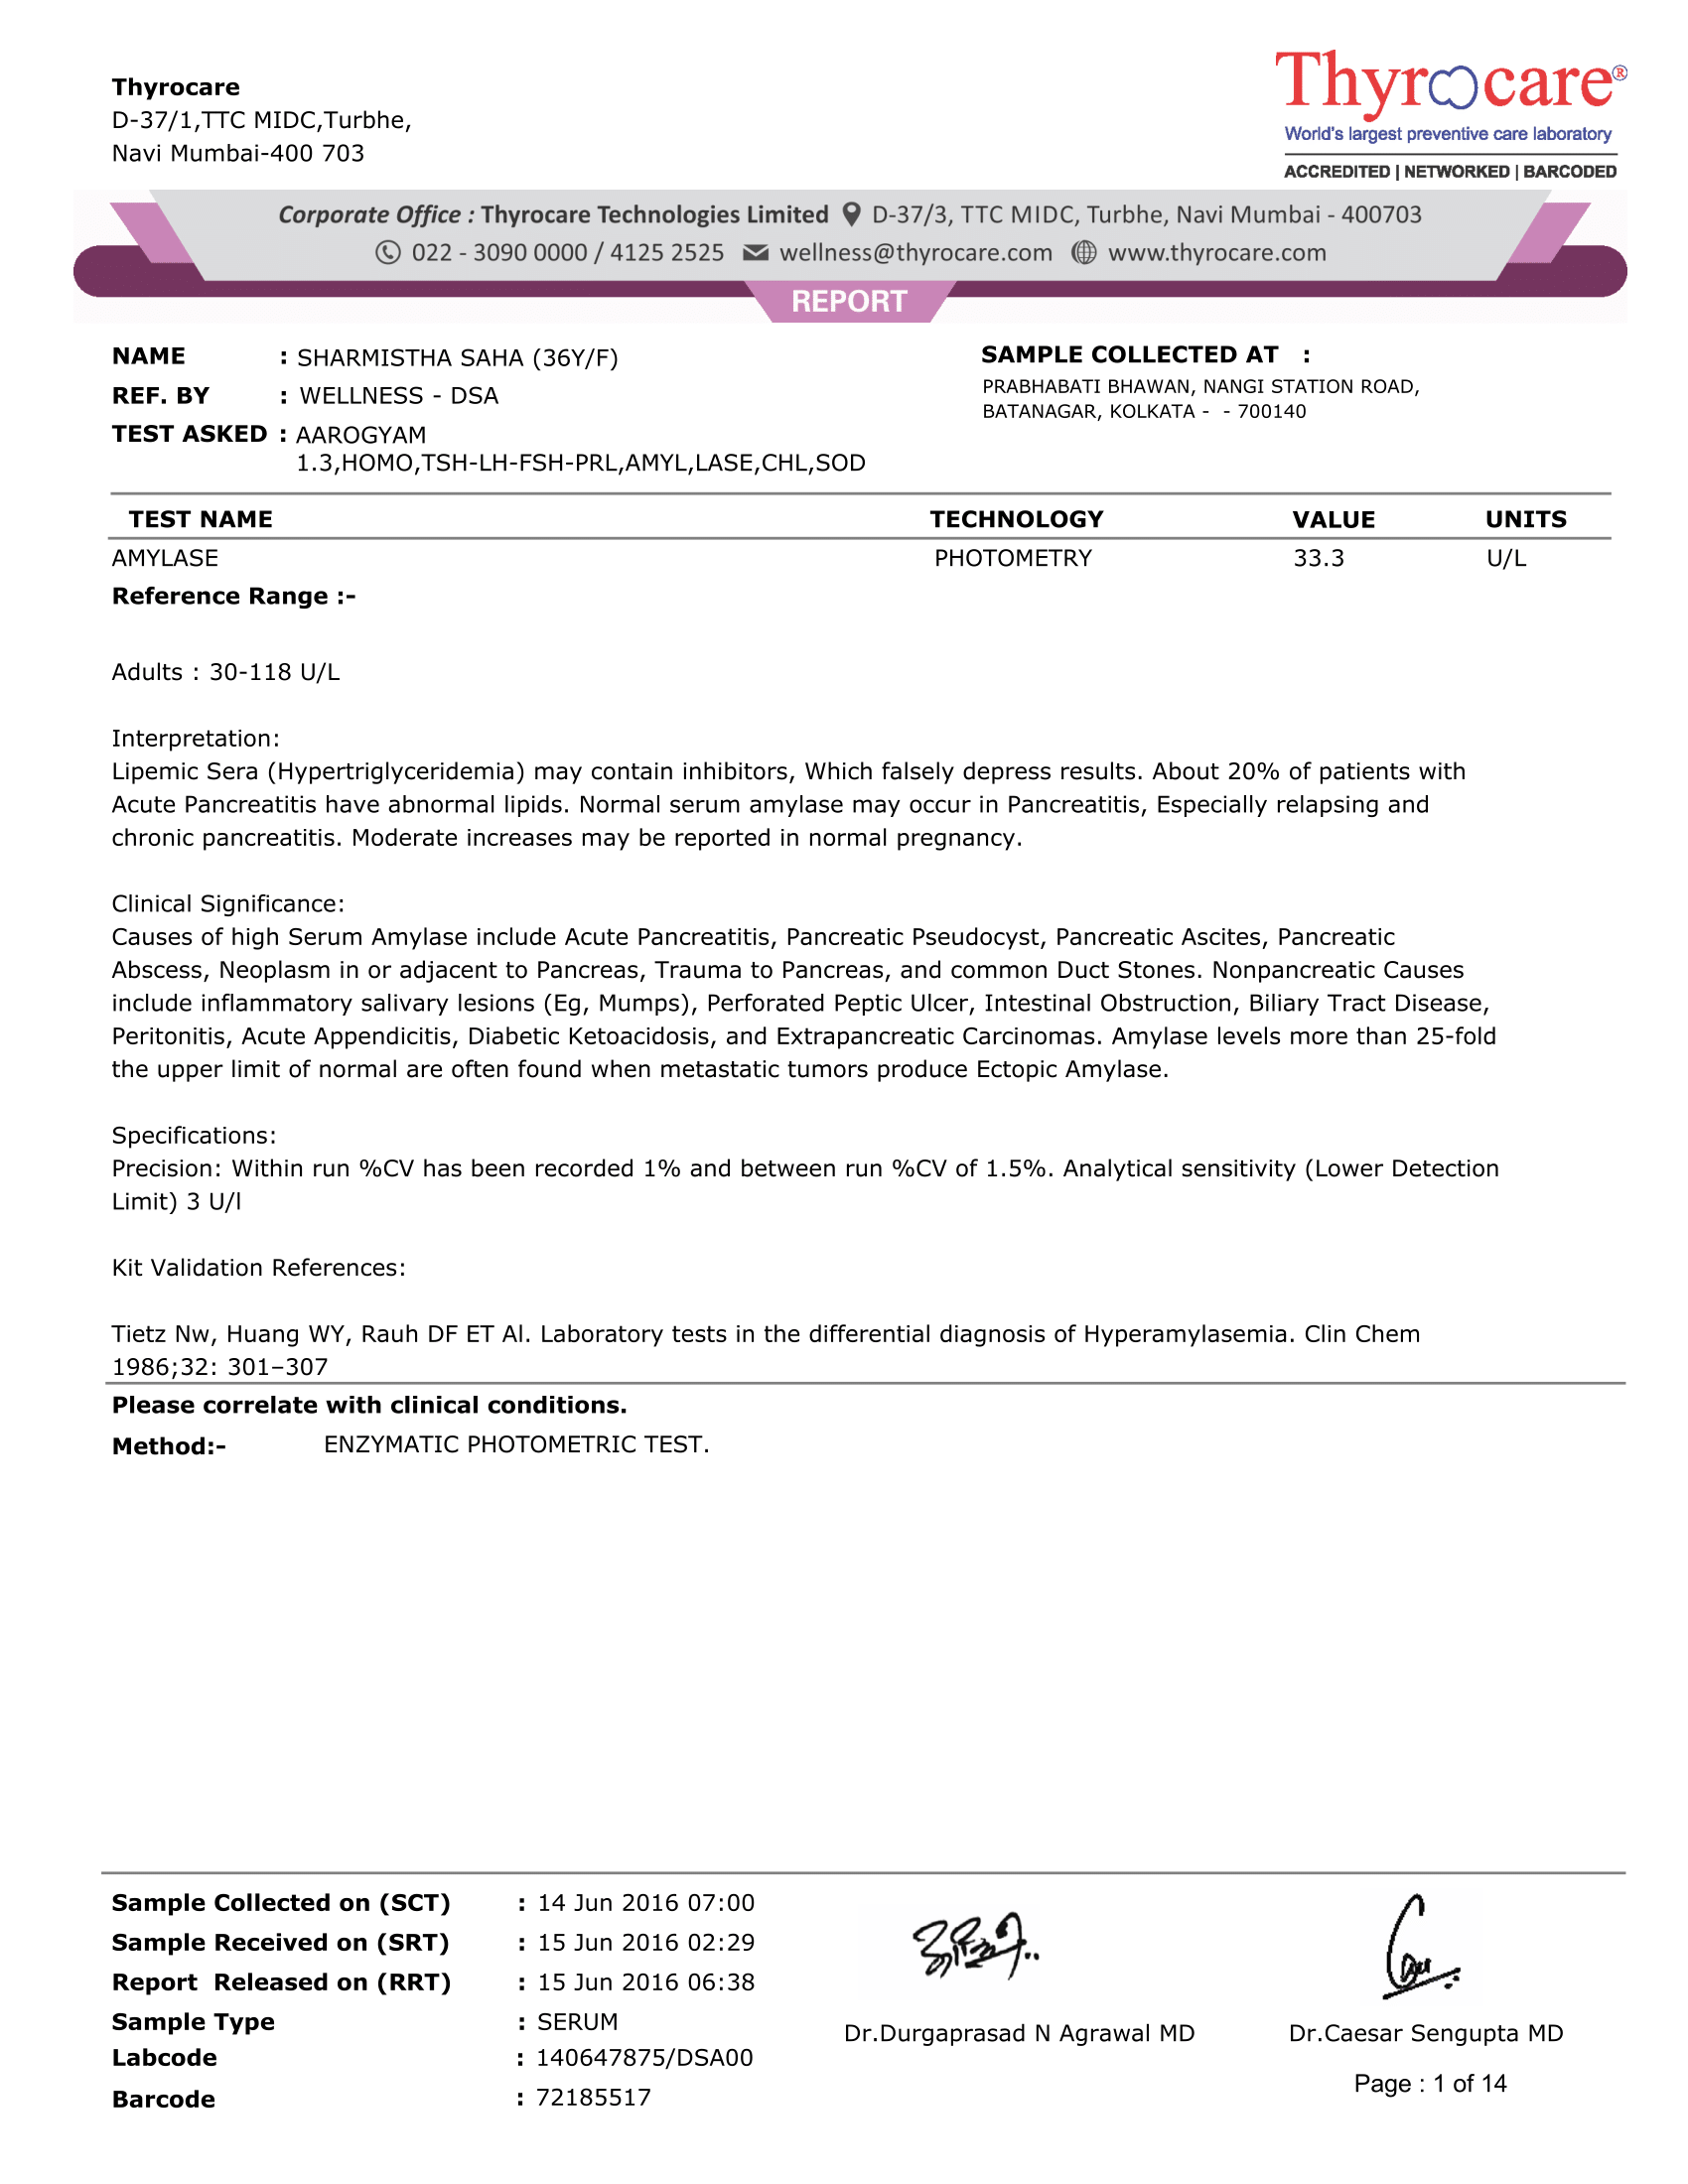 Thyrocare
D-37/1,TTC MIDC,Turbhe,
Navi Mumbai-400 703
Thyrocare®
World's largest preventive care laboratory
ACCREDITED | NETWORKED | BARCODED
Corporate Office : Thyrocare Technologies Limited D-37/3, TTC MIDC, Turbhe, Navi Mumbai - 400703
022 - 3090 0000 / 4125 2525 wellness@thyrocare.com www.thyrocare.com
REPORT
NAME : SHARMISTHA SAHA (36Y/F)
REF. BY : WELLNESS - DSA
TEST ASKED : AAROGYAM
1.3,HOMO,TSH-LH-FSH-PRL,AMYL,LASE,CHL,SOD
SAMPLE COLLECTED AT :
PRABHABATI BHAWAN, NANGI STATION ROAD,
BATANAGAR, KOLKATA - - 700140
TEST NAME TECHNOLOGY VALUE UNITS
AMYLASE PHOTOMETRY 33.3 U/L
Reference Range :-
Adults : 30-118 U/L
Interpretation:
Lipemic Sera (Hypertriglyceridemia) may contain inhibitors, Which falsely depress results. About 20% of patients with
Acute Pancreatitis have abnormal lipids. Normal serum amylase may occur in Pancreatitis, Especially relapsing and
chronic pancreatitis. Moderate increases may be reported in normal pregnancy.
Clinical Significance:
Causes of high Serum Amylase include Acute Pancreatitis, Pancreatic Pseudocyst, Pancreatic Ascites, Pancreatic
Abscess, Neoplasm in or adjacent to Pancreas, Trauma to Pancreas, and common Duct Stones. Nonpancreatic Causes
include inflammatory salivary lesions (Eg, Mumps), Perforated Peptic Ulcer, Intestinal Obstruction, Biliary Tract Disease,
Peritonitis, Acute Appendicitis, Diabetic Ketoacidosis, and Extrapancreatic Carcinomas. Amylase levels more than 25-fold
the upper limit of normal are often found when metastatic tumors produce Ectopic Amylase.
Specifications:
Precision: Within run %CV has been recorded 1% and between run %CV of 1.5%. Analytical sensitivity (Lower Detection
Limit) 3 U/l
Kit Validation References:
Tietz Nw, Huang WY, Rauh DF ET Al. Laboratory tests in the differential diagnosis of Hyperamylasemia. Clin Chem
1986;32: 301–307
Please correlate with clinical conditions.
Method:- ENZYMATIC PHOTOMETRIC TEST.
Sample Collected on (SCT) : 14 Jun 2016 07:00
Sample Received on (SRT) : 15 Jun 2016 02:29
Report Released on (RRT) : 15 Jun 2016 06:38
Sample Type : SERUM
Labcode : 140647875/DSA00
Barcode : 72185517
Dr.Durgaprasad N Agrawal MD
Dr.Caesar Sengupta MD
Page : 1 of 14